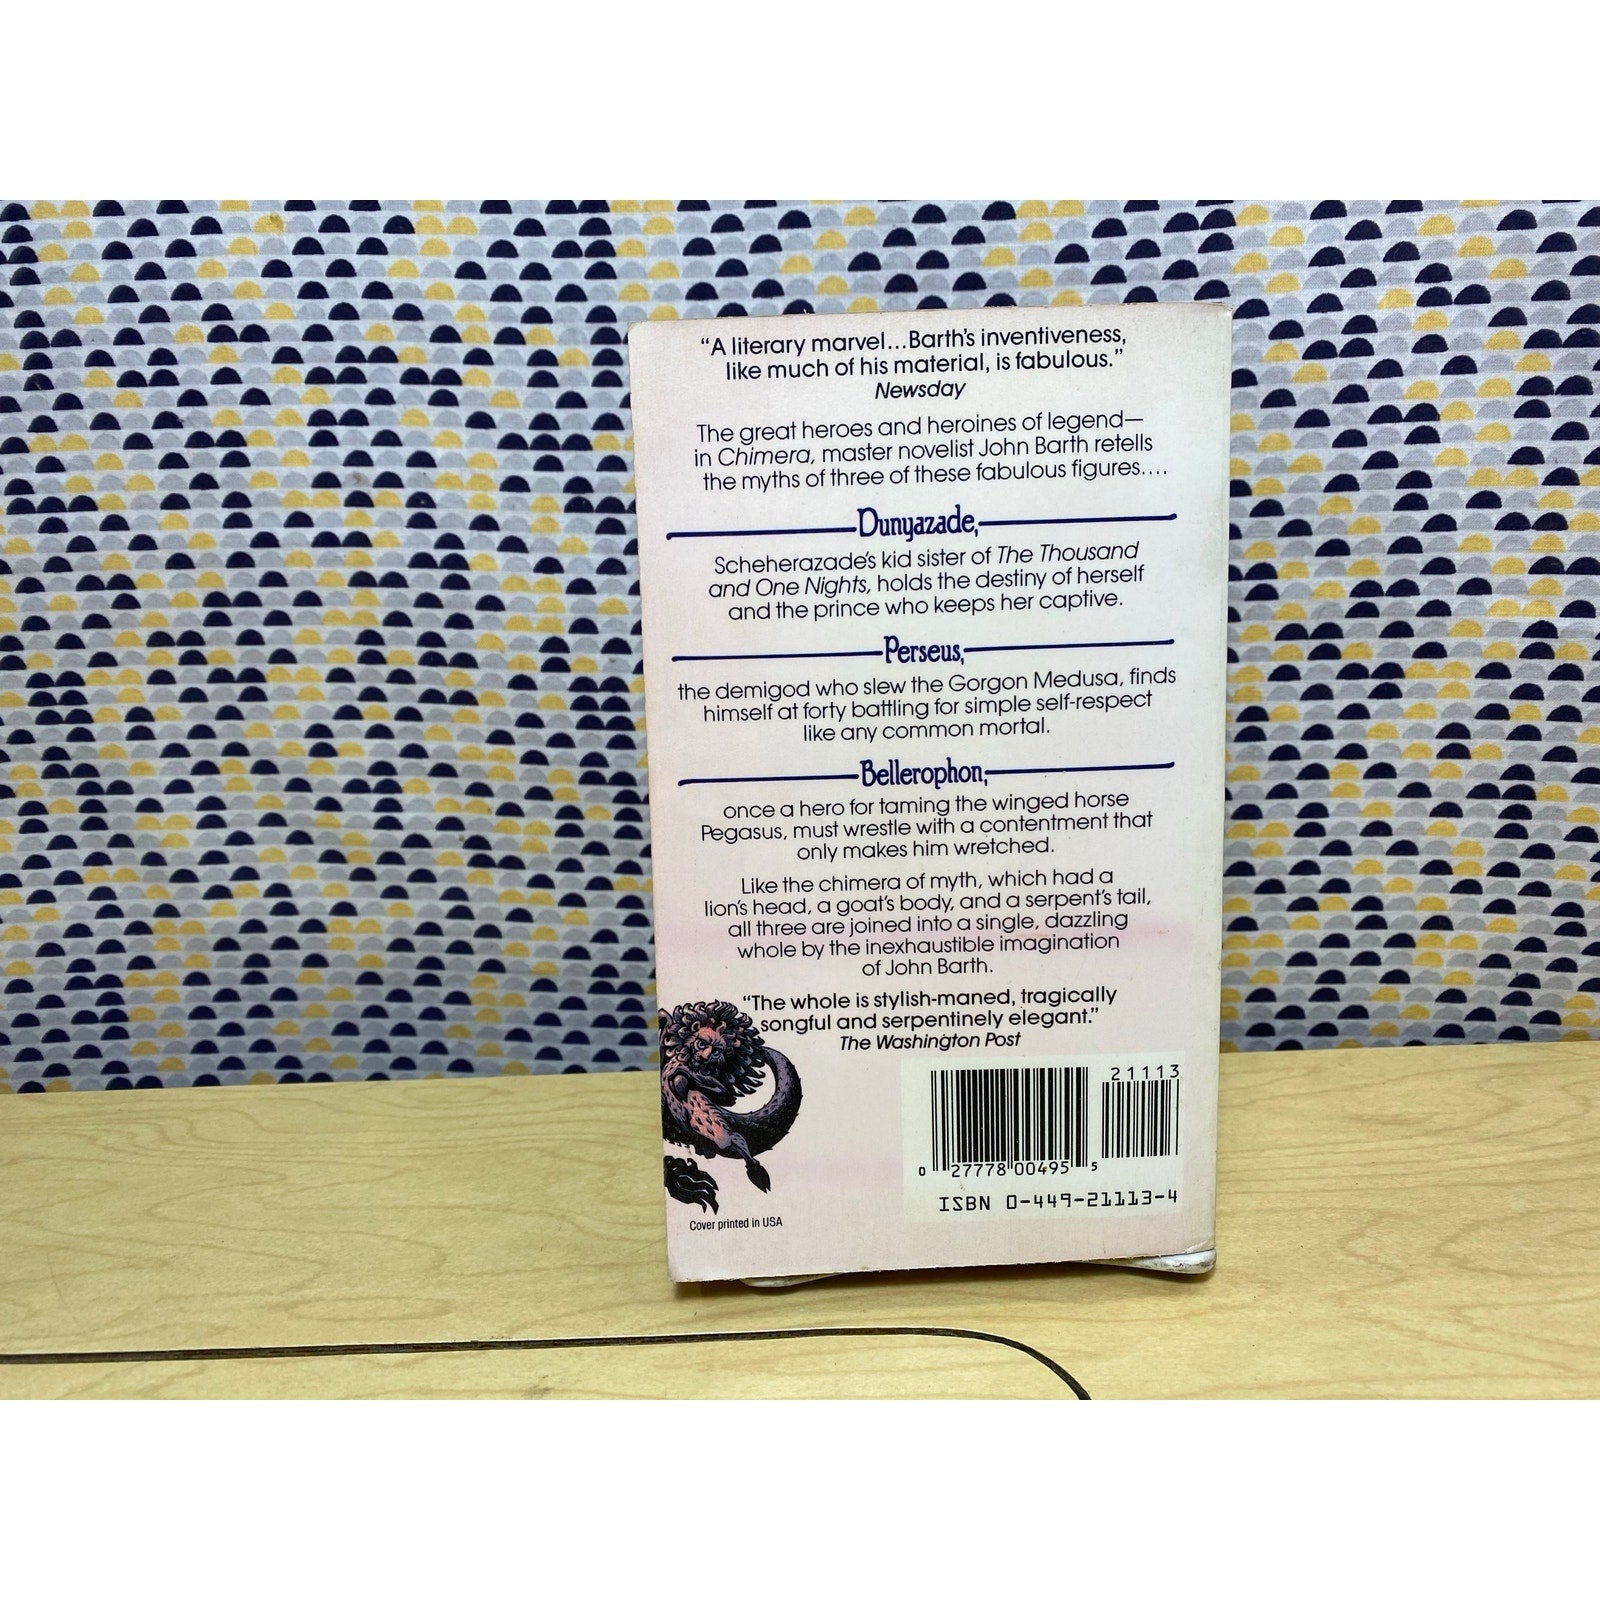 “A literary marvel...Barth's inventiveness,
like much of his material, is fabulous.”
Newsday
The great heroes and heroines of legend—
in Chimera, master novelist John Barth retells
the myths of three of these fabulous figures....
Dunyazade,
Scheherazade's kid sister of The Thousand
and One Nights, holds the destiny of herself
and the prince who keeps her captive.
Perseus,
the demigod who slew the Gorgon Medusa, finds
himself at forty battling for simple self-respect
like any common mortal.
Bellerophon,
once a hero for taming the winged horse
Pegasus, must wrestle with a contentment that
only makes him wretched.
Like the chimera of myth, which had a
lion's head, a goat's body, and a serpent's tail,
all three are joined into a single, dazzling
whole by the inexhaustible imagination
of John Barth.
“The whole is stylish-maned, tragically
songful and serpentinely elegant.”
The Washington Post
21113
0 27778 00495 5
ISBN 0-449-21113-4
Cover printed in USA